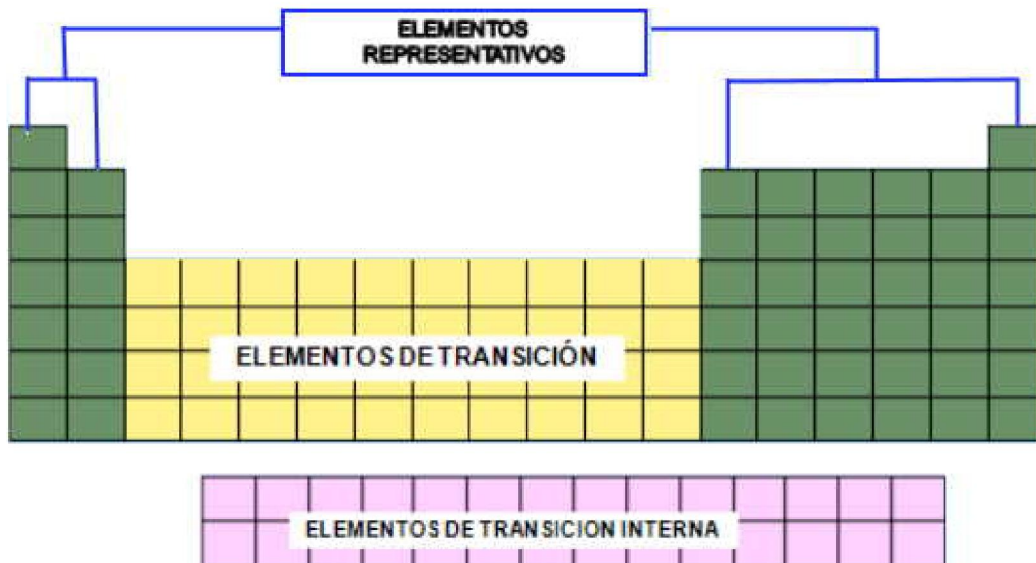 ELEMENTOS
REPRESENTATIVOS
ELEMENTOS DE TRANSICIÓN
ELEMENTOS DE TRANSICION INTERNA